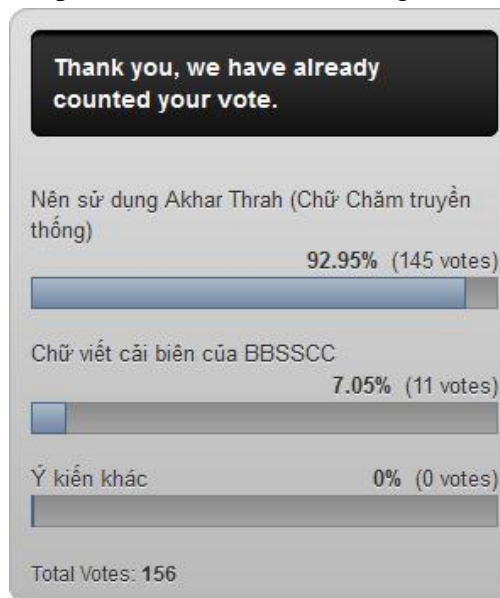 Thank you, we have already
counted your vote.
Nên sử dụng Akhar Thrah (Chữ Chăm truyền
thống)
92.95% (145 votes)
Chữ viết cải biên của BBSSCC
7.05% (11 votes)
Ý kiến khác 0% (0 votes)
Total Votes: 156